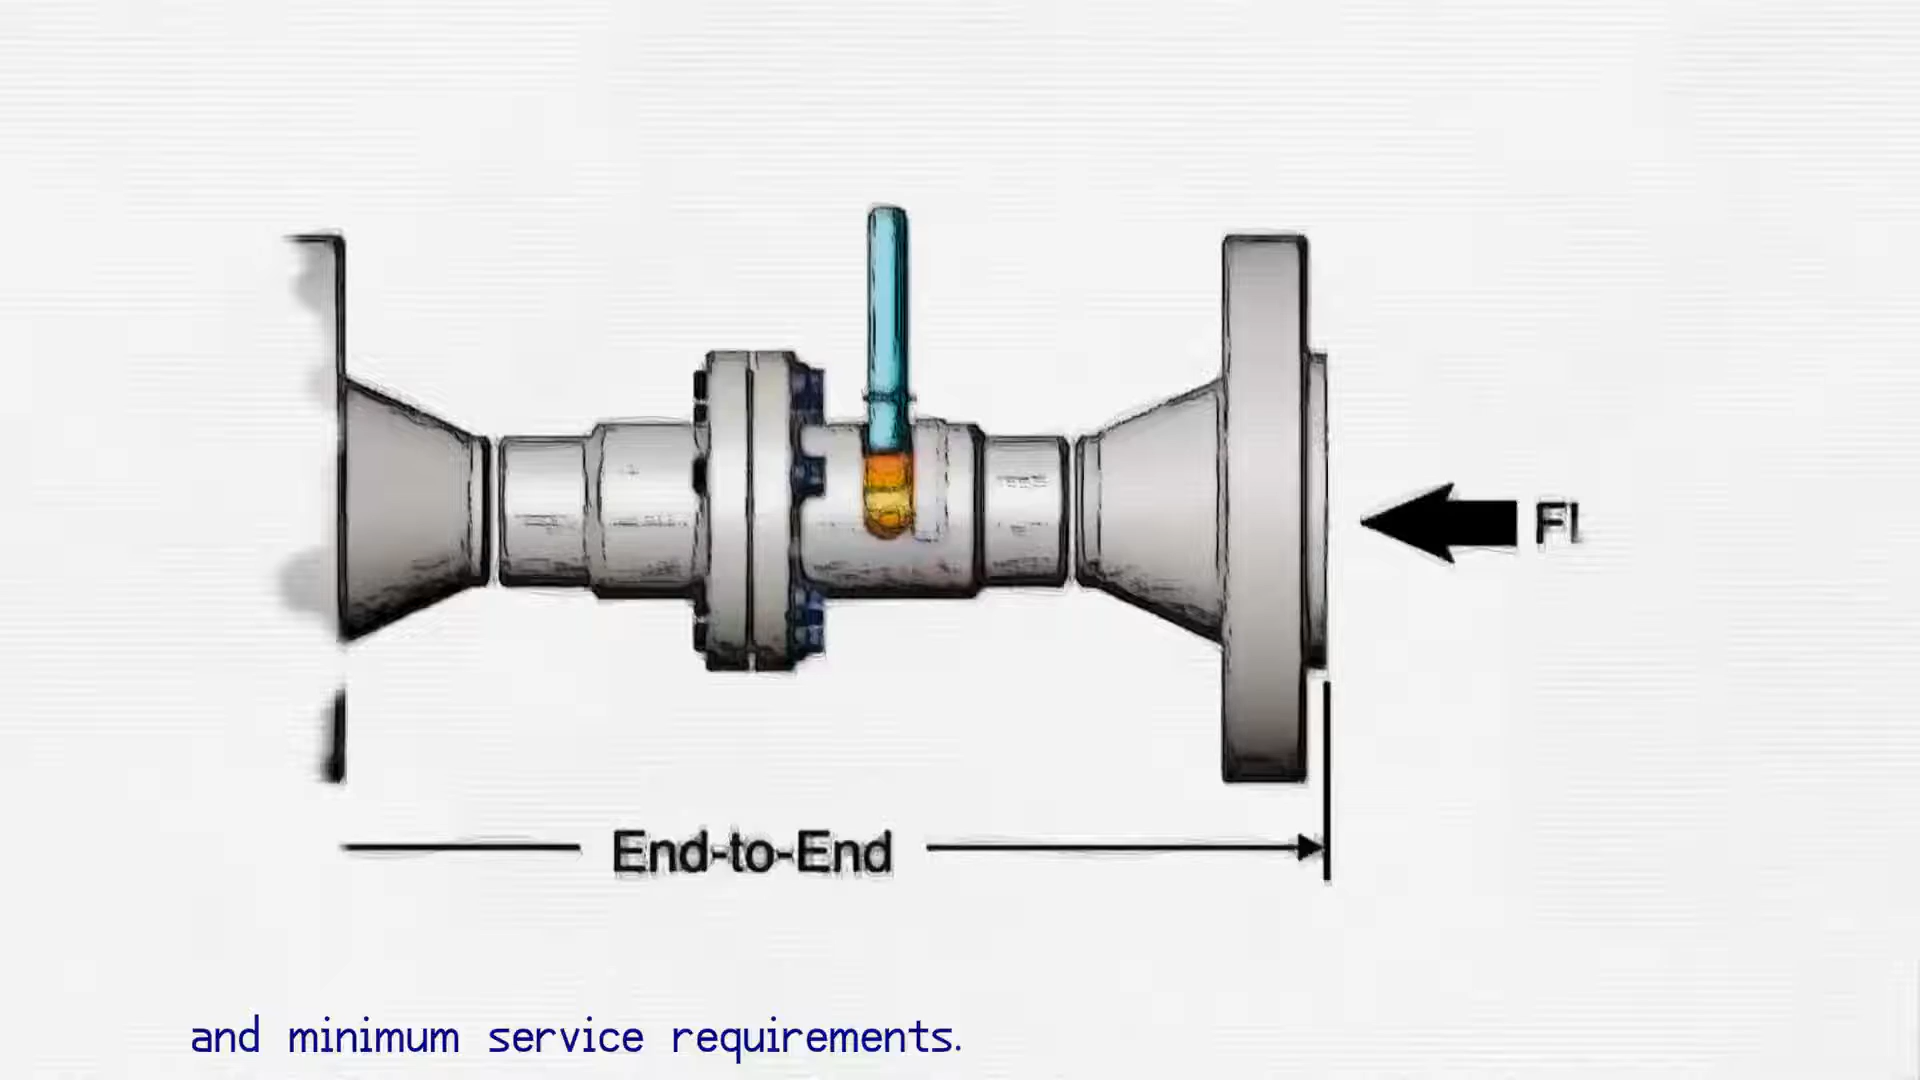 Fl
End-to-End
and minimum service requirements.